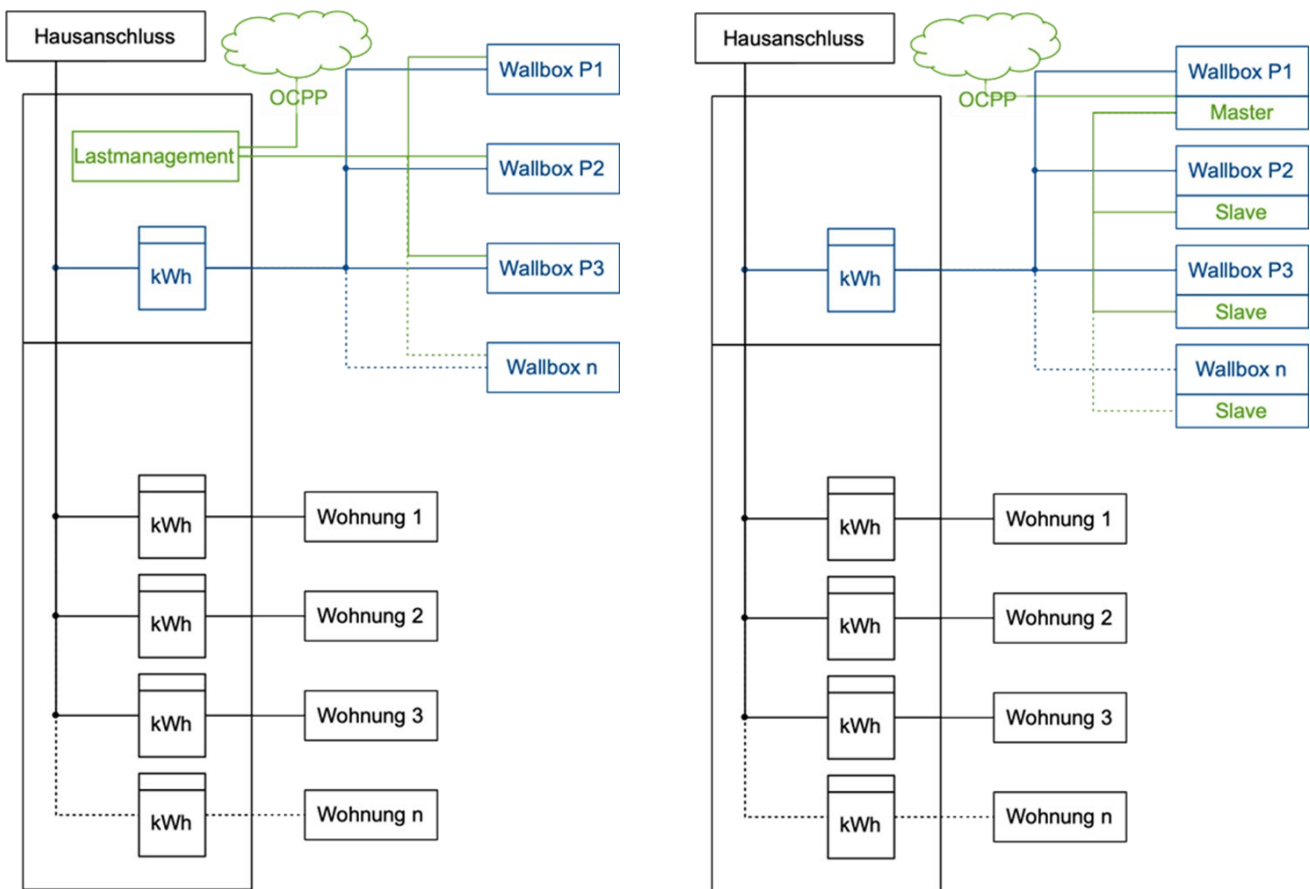 Hausanschluss
OCPP
Wallbox P1
Lastmanagement
Wallbox P2
kWh
Wallbox P3
Wallbox n
kWh
Wohnung 1
kWh
Wohnung 2
kWh
Wohnung 3
kWh
Wohnung n
Hausanschluss
OCPP
Wallbox P1
Master
Wallbox P2
Slave
kWh
Wallbox P3
Slave
Wallbox n
Slave
kWh
Wohnung 1
kWh
Wohnung 2
kWh
Wohnung 3
kWh
Wohnung n